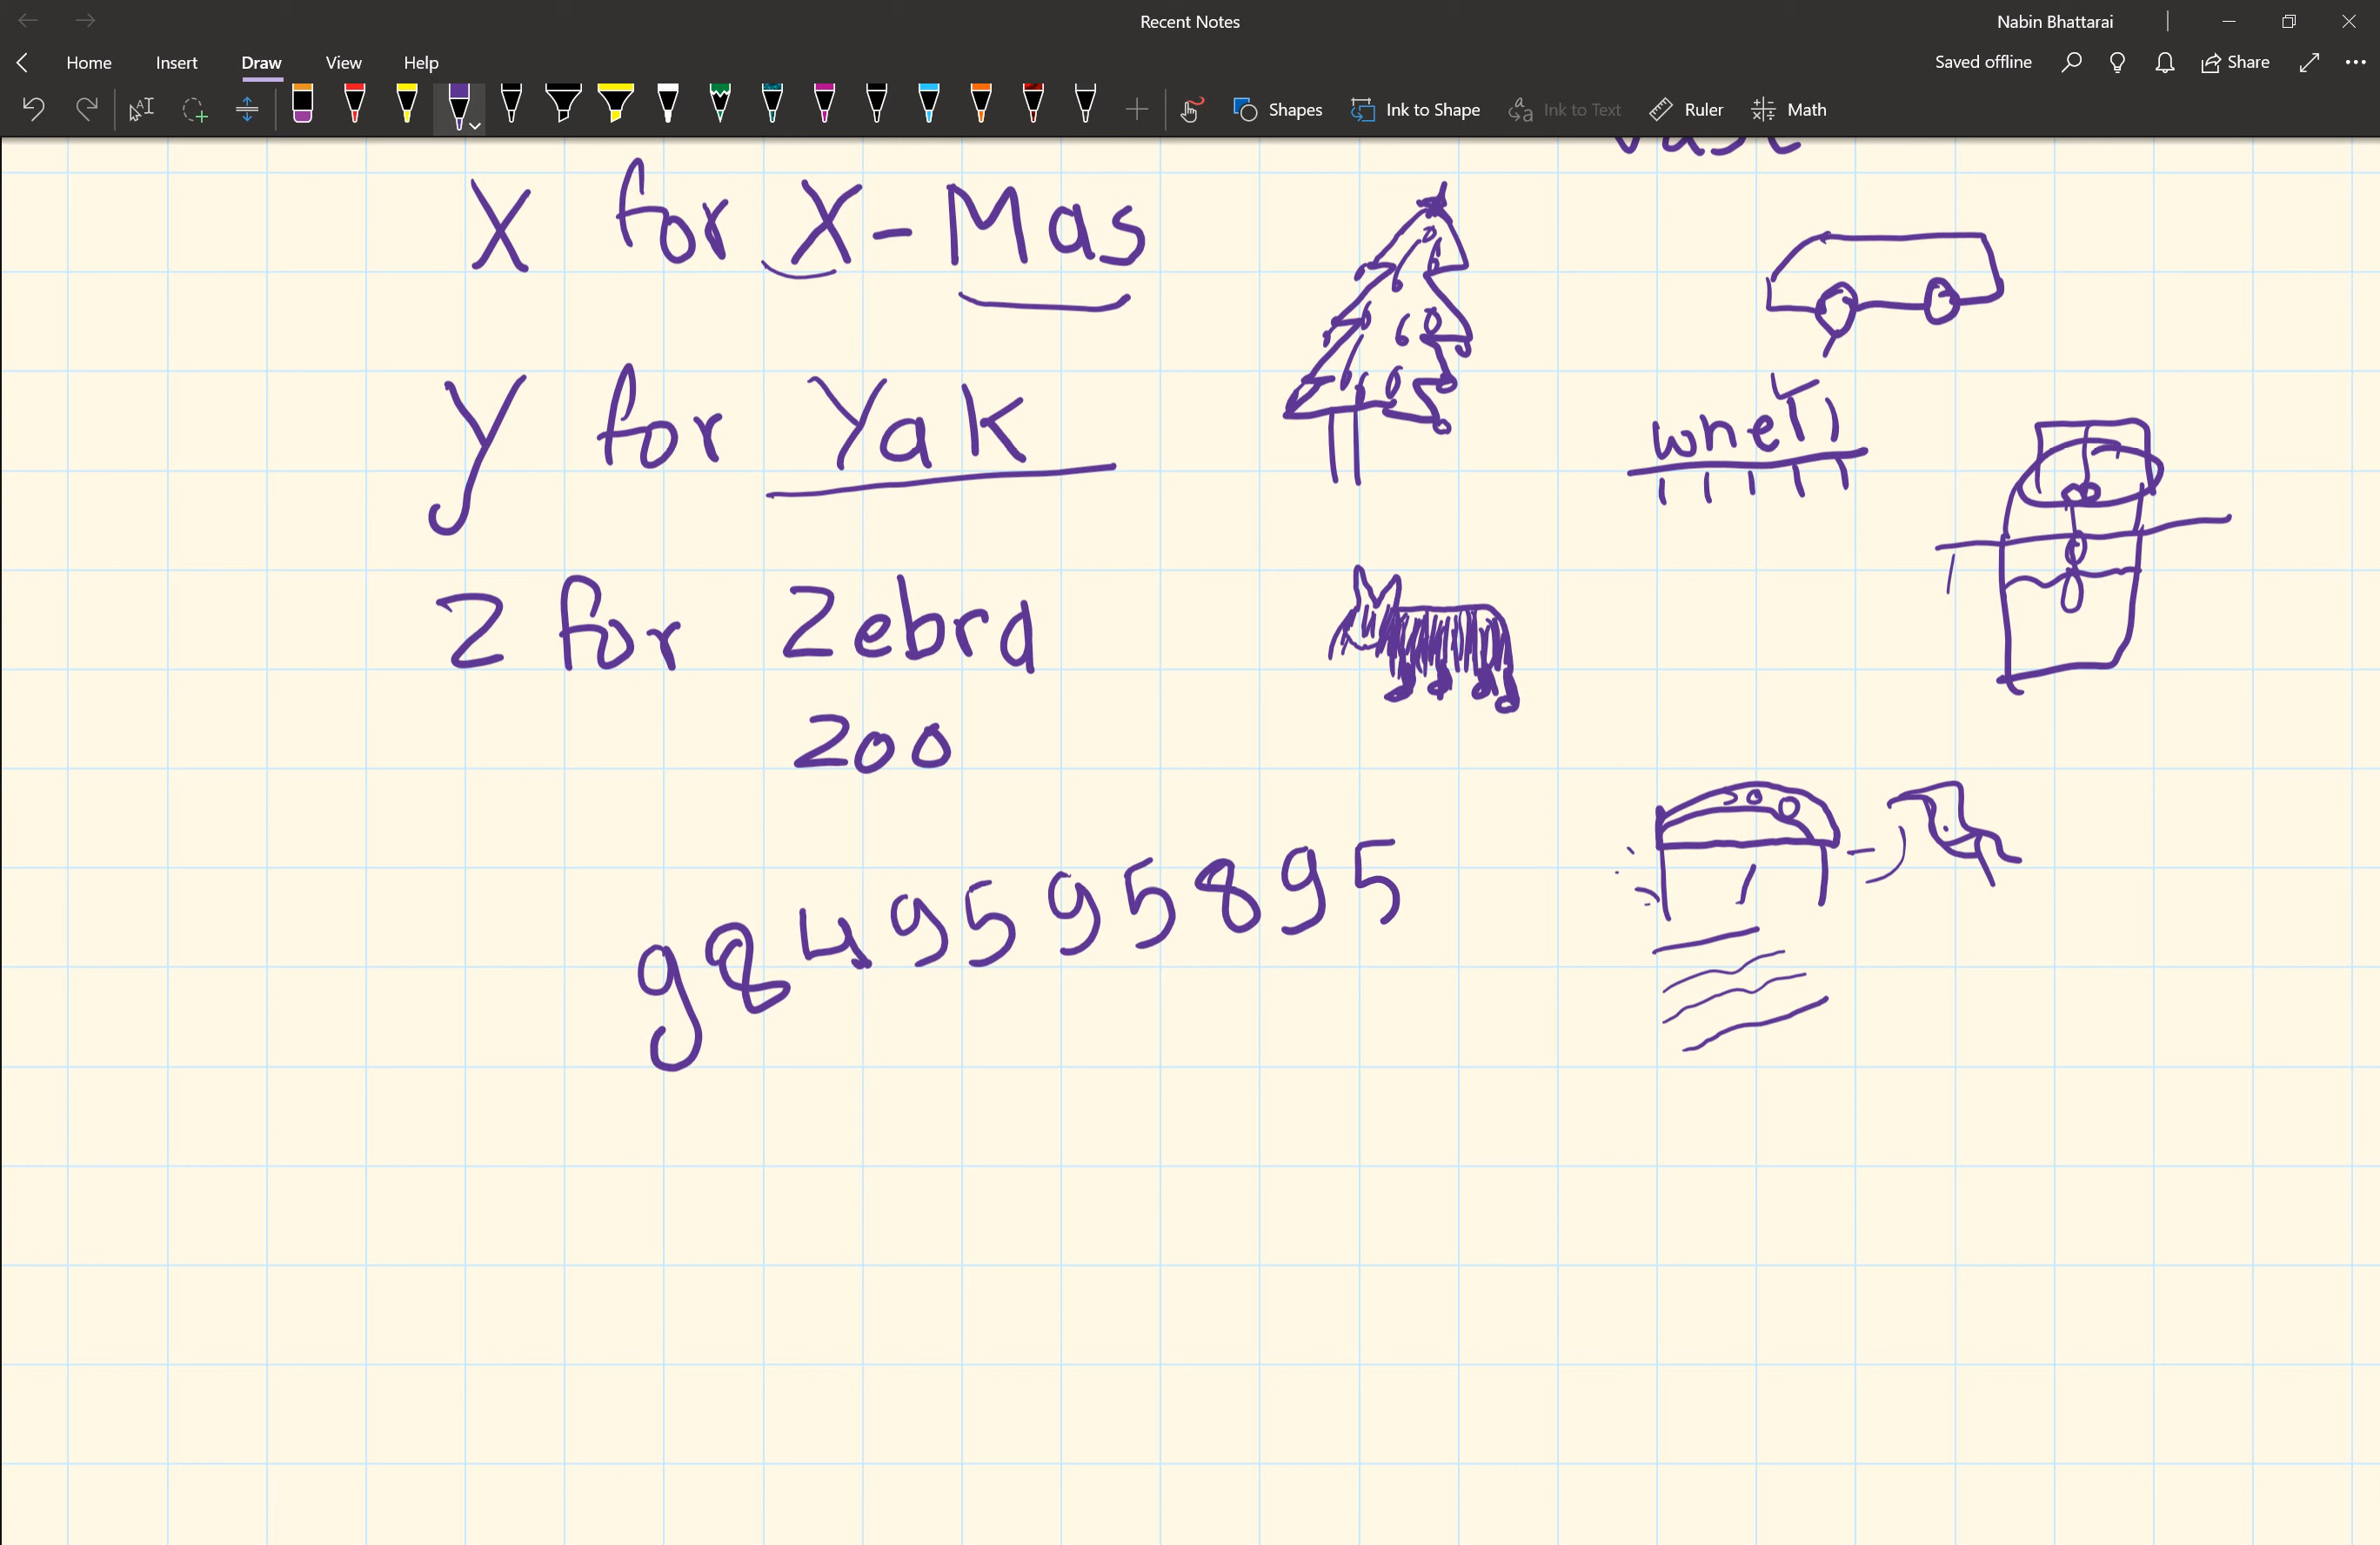 Recent Notes
Nabin Bhattarai
Home Insert Draw View Help
Saved offline
Share
Shapes
Ink to Shape
Ink to Text
Ruler
Math
X for X-Mas
y for Yak
Z for Zebra
Zoo
9849595895